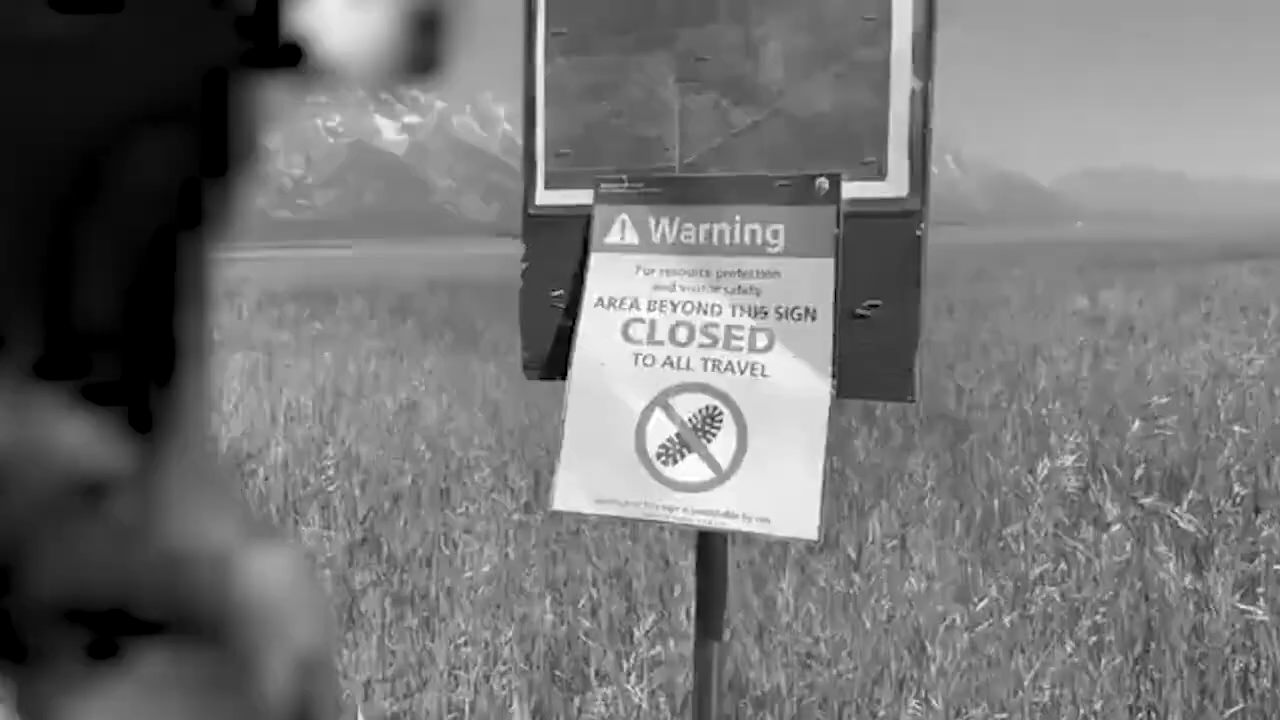 Warning
For resource protection
and visitor safety
AREA BEYOND THIS SIGN
CLOSED
TO ALL TRAVEL